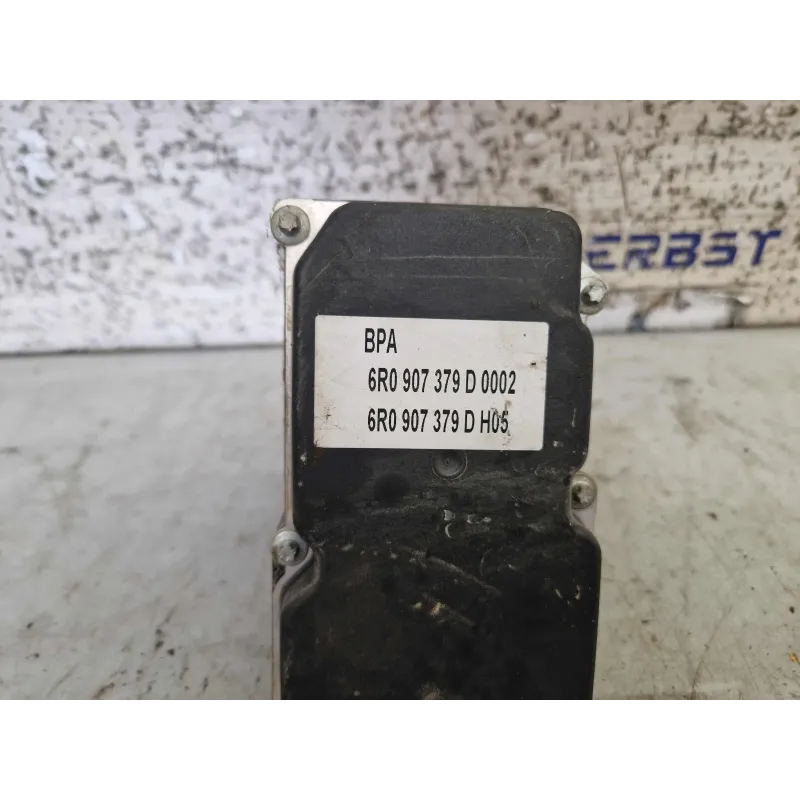 ERBST
BPA
6R0 907 379 D 0002
6R0 907 379 D H05